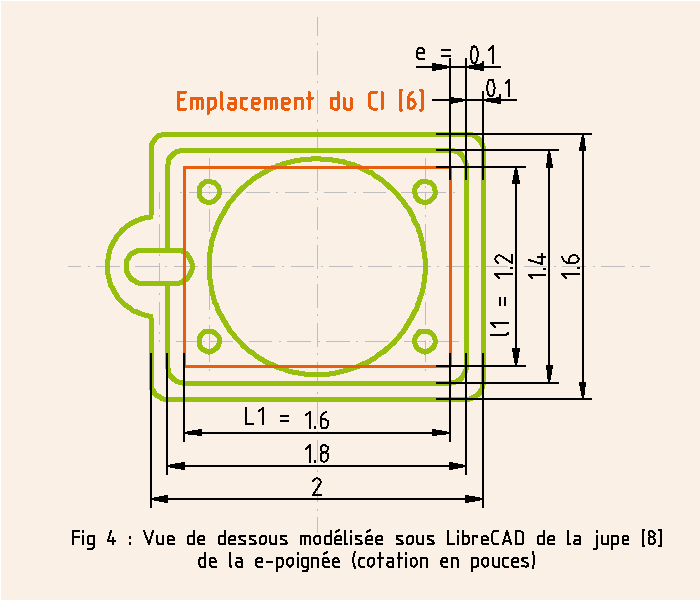 e = 0.1
0.1
Emplacement du CI [6]
l1 = 1.2
1.4
1.6
L1 = 1.6
1.8
2
Fig 4 : Vue de dessous modélisée sous LibreCAD de la jupe [8]
de la e-poignée (cotation en pouces)